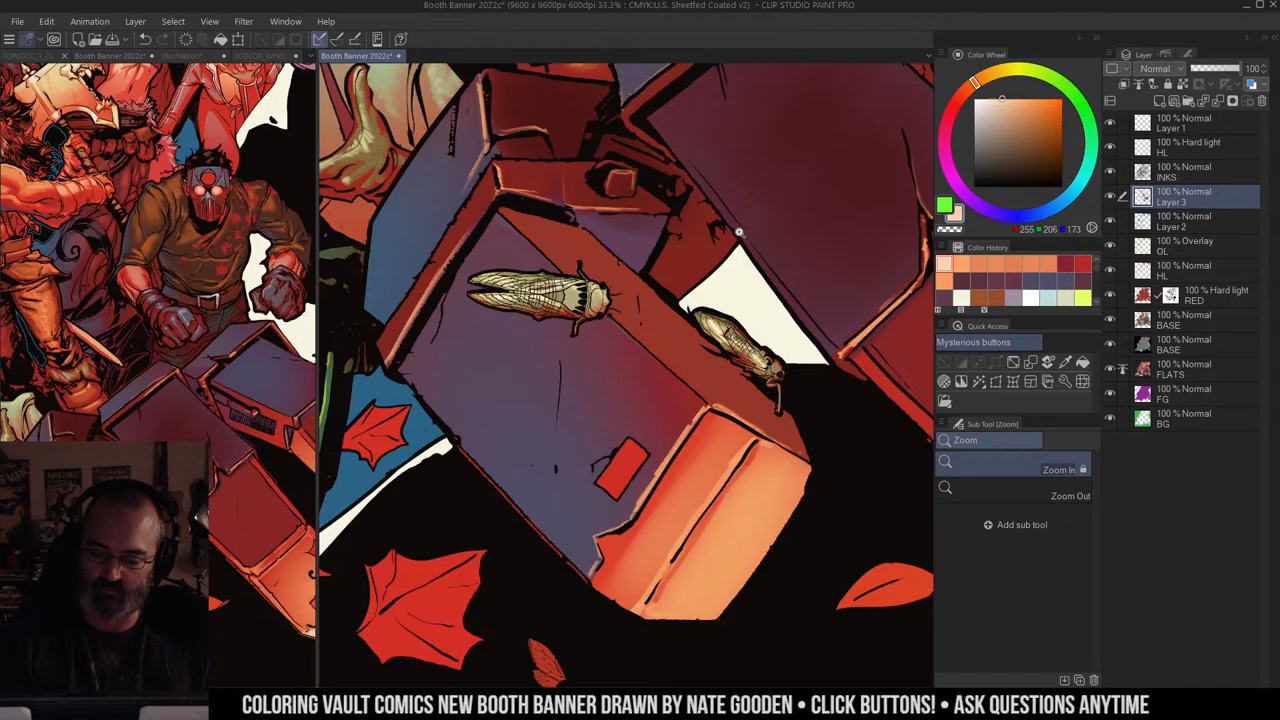 Booth Banner 2022c* (9600 x 9600px 600dpi 33.3% : CMYK:U.S. Sheetfed Coated v2) - CLIP STUDIO PAINT PRO
File Edit Animation Layer Select View Filter Window Help
Booth Banner 2022c* Illustration* Booth Banner 2022c*
Color Wheel
255 206 173
Color History
H S V
Quick Access
Mysterious buttons
Sub Tool [Zoom]
Zoom
Zoom In
Zoom Out
Add sub tool
Layer
Normal 100
100 % Normal
Layer 1
100 % Hard light
HL
100 % Normal
INKS
100 % Normal
Layer 3
100 % Normal
Layer 2
100 % Overlay
OL
100 % Normal
HL
100 % Hard light
RED
100 % Normal
BASE
100 % Normal
BASE
100 % Normal
FLATS
100 % Normal
FG
100 % Normal
BG
COLORING VAULT COMICS NEW BOOTH BANNER DRAWN BY NATE GOODEN • CLICK BUTTONS! • ASK QUESTIONS ANYTIME